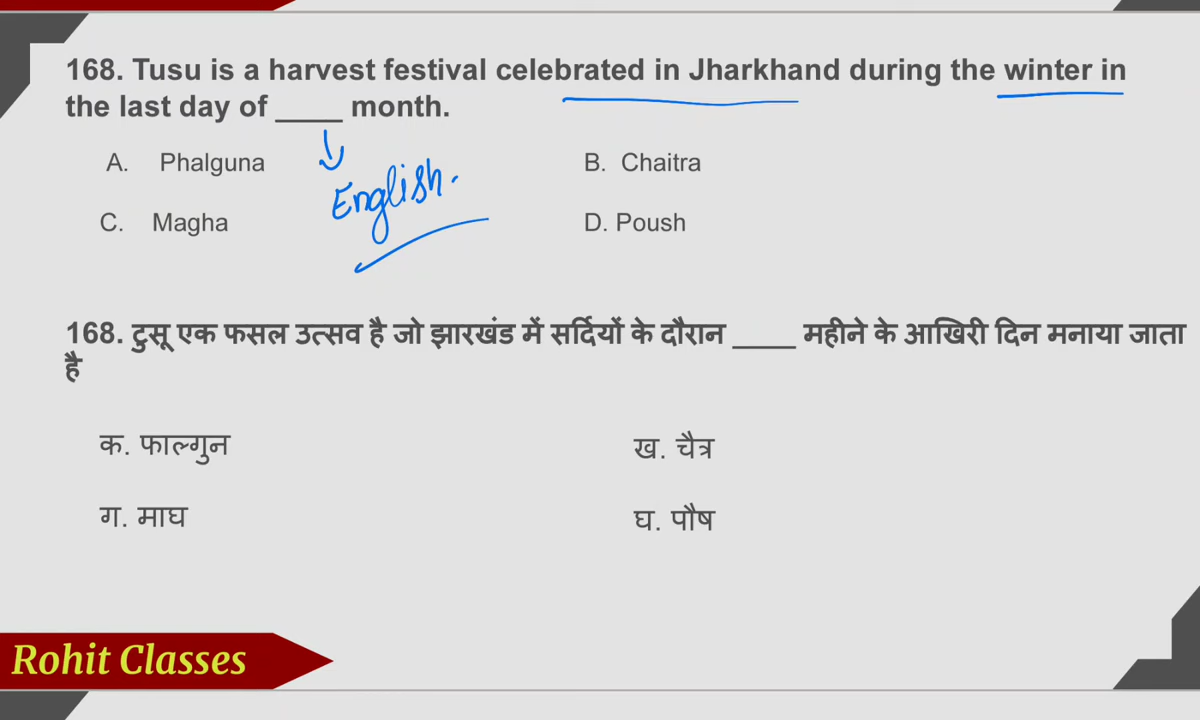 168. Tusu is a harvest festival celebrated in Jharkhand during the winter in
the last day of ____ month.
A. Phalguna
B. Chaitra
English.
C. Magha
D. Poush
168. टुसू एक फसल उत्सव है जो झारखंड में सर्दियों के दौरान ____ महीने के आखिरी दिन मनाया जाता
है
क. फाल्गुन
ख. चैत्र
ग. माघ
घ. पौष
Rohit Classes